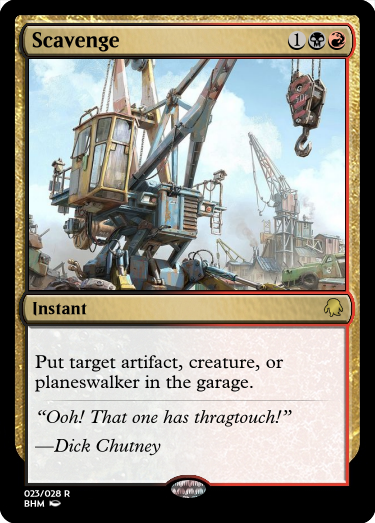 Scavenge 1
Instant
Put target artifact, creature, or
planeswalker in the garage.
“Ooh! That one has thragtouch!”
—Dick Chutney
023/028 R
BHM